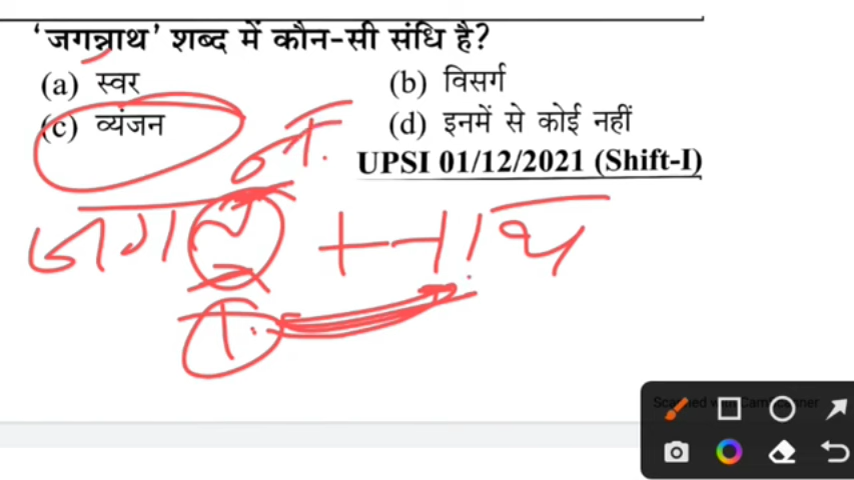 ‘जगन्नाथ’ शब्द में कौन-सी संधि है?
(a) स्वर (b) विसर्ग
(c) व्यंजन (d) इनमें से कोई नहीं
UPSI 01/12/2021 (Shift-I)
जगत् + नाथ